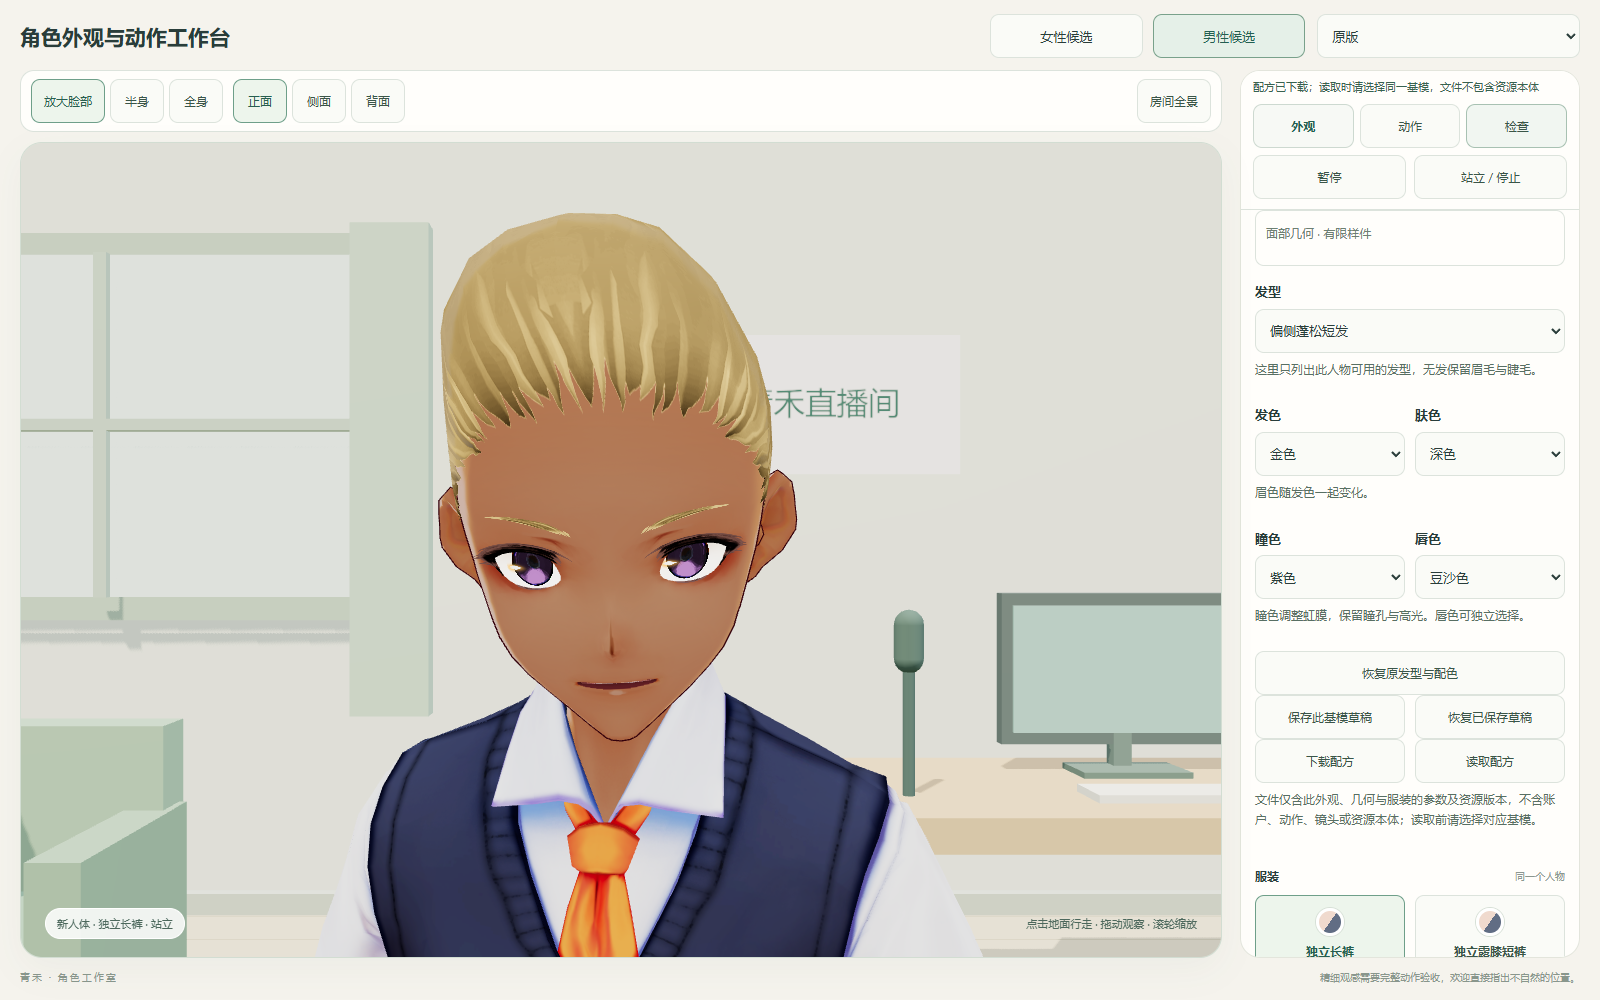 角色外观与动作工作台
女性候选
男性候选
原版
放大脸部
半身
全身
正面
侧面
背面
房间全景
配方已下载；读取时请选择同一基模，文件不包含资源本体
外观
动作
检查
暂停
站立 / 停止
面部几何 · 有限样件
发型
偏侧蓬松短发
这里只列出此人物可用的发型，无发保留眉毛与睫毛。
发色
肤色
金色
深色
眉色随发色一起变化。
瞳色
唇色
紫色
豆沙色
瞳色调整虹膜，保留瞳孔与高光。唇色可独立选择。
恢复原发型与配色
保存此基模草稿
恢复已保存草稿
下载配方
读取配方
文件仅含此外观、几何与服装的参数及资源版本，不含账
户、动作、镜头或资源本体；读取前请选择对应基模。
服装
同一个人物
独立长裤
独立露膝短裤
禾直播间
新人体 · 独立长裤 · 站立
点击地面行走 · 拖动观察 · 滚轮缩放
青禾 · 角色工作室
精细观感需要完整动作验收，欢迎直接指出不自然的位置。